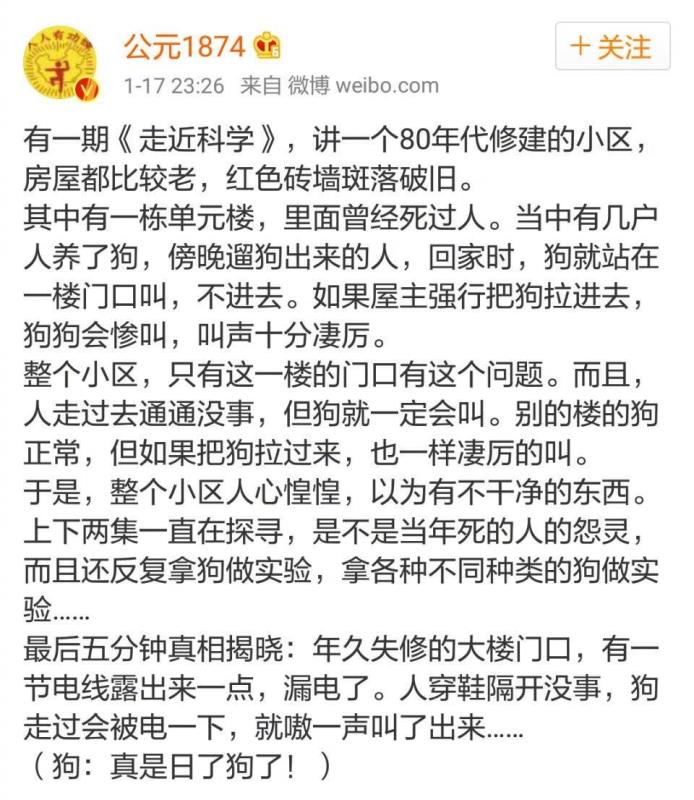 人人有功练
公元1874
+ 关注
1-17 23:26 来自 微博 weibo.com
有一期《走近科学》，讲一个80年代修建的小区，
房屋都比较老，红色砖墙斑落破旧。
其中有一栋单元楼，里面曾经死过人。当中有几户
人养了狗，傍晚遛狗出来的人，回家时，狗就站在
一楼门口叫，不进去。如果屋主强行把狗拉进去，
狗狗会惨叫，叫声十分凄厉。
整个小区，只有这一楼的门口有这个问题。而且，
人走过去通通没事，但狗就一定会叫。别的楼的狗
正常，但如果把狗拉过来，也一样凄厉的叫。
于是，整个小区人心惶惶，以为有不干净的东西。
上下两集一直在探寻，是不是当年死的人的怨灵，
而且还反复拿狗做实验，拿各种不同种类的狗做实
验……
最后五分钟真相揭晓：年久失修的大楼门口，有一
节电线露出来一点，漏电了。人穿鞋隔开没事，狗
走过会被电一下，就嗷一声叫了出来……
（狗：真是日了狗了！）